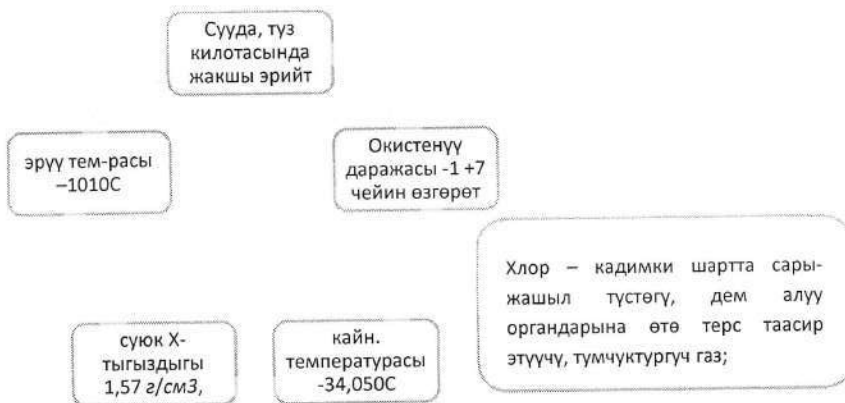 Сууда, туз
килотасында
жакшы эрийт
эрүү тем-расы
–1010С
Окистенүү
даражасы -1 +7
чейин өзгөрөт
Хлор – кадимки шартта сары-
жашыл түстөгү, дем алуу
органдарына өтө терс таасир
этүүчү, тумчуктургуч газ;
суюк Х-
тыгыздыгы
1,57 г/см3,
кайн.
температурасы
-34,050С